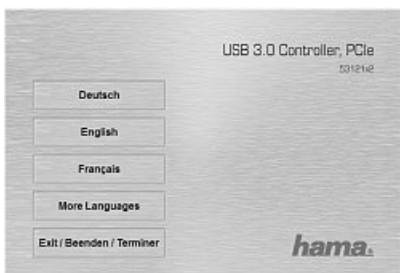 USB 3.0 Controller, PCIe
Deutsch
English
Français
More Languages
Exit / Beenden / Terminer
hama.